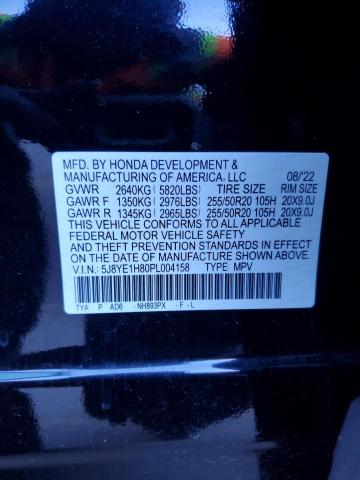 MFD. BY HONDA DEVELOPMENT &
MANUFACTURING OF AMERICA, LLC 08/'22
GVWR 2640KG( 5820LBS) TIRE SIZE RIM SIZE
GAWR F 1350KG( 2976LBS) 255/50R20 105H 20X9.0J
GAWR R 1345KG( 2965LBS) 255/50R20 105H 20X9.0J
THIS VEHICLE CONFORMS TO ALL APPLICABLE
FEDERAL MOTOR VEHICLE SAFETY
AND THEFT PREVENTION STANDARDS IN EFFECT
ON THE DATE OF MANUFACTURE SHOWN ABOVE.
V.I.N.: 5J8YE1H80PL004158 TYPE: MPV
TYA P AD6 -NH893PX -F -L